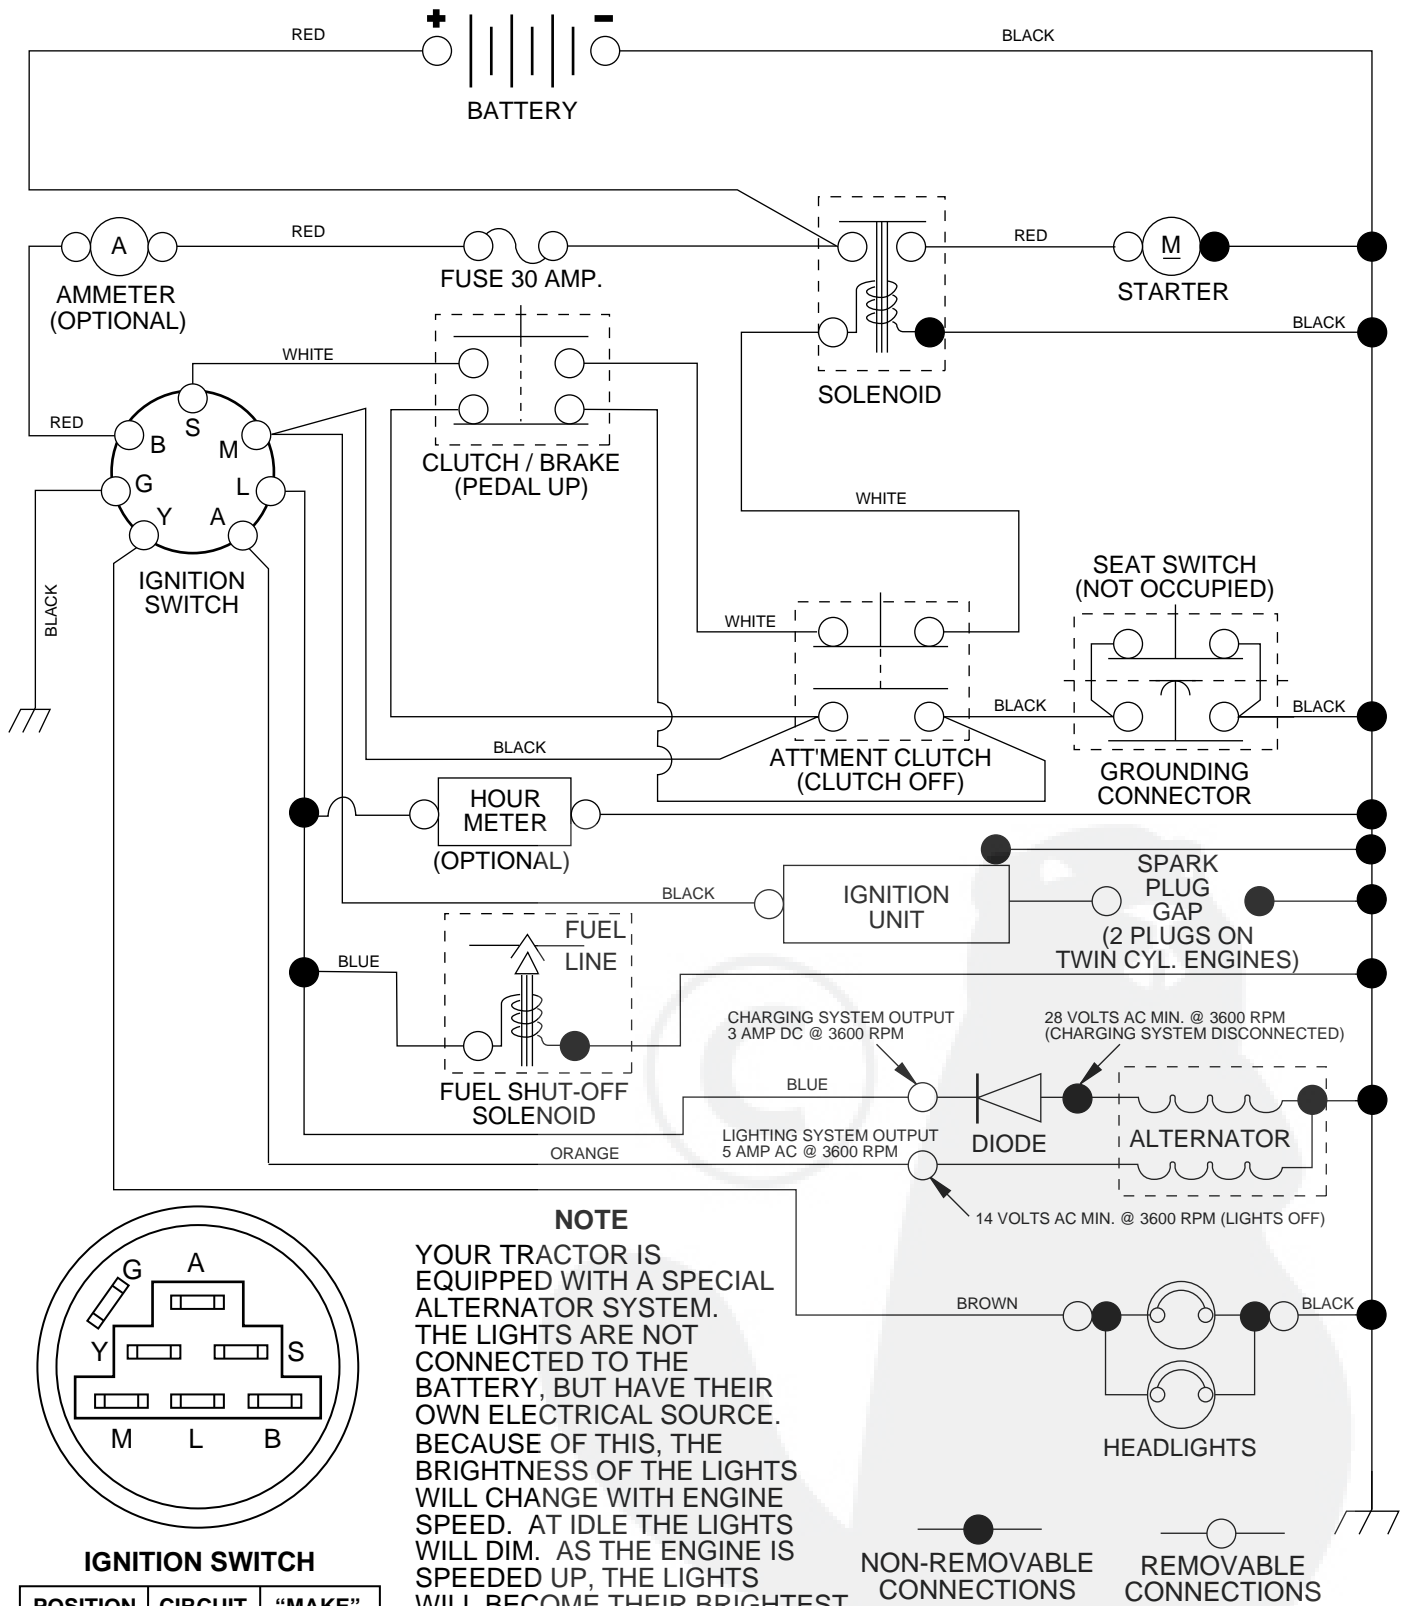 +
-
RED
BLACK
BATTERY
A
RED
FUSE 30 AMP.
RED
M
STARTER
AMMETER
(OPTIONAL)
BLACK
SOLENOID
WHITE
CLUTCH / BRAKE
(PEDAL UP)
RED
B
S
M
G
L
Y
A
IGNITION
SWITCH
BLACK
WHITE
SEAT SWITCH
(NOT OCCUPIED)
WHITE
BLACK
BLACK
BLACK
ATT'MENT CLUTCH
(CLUTCH OFF)
GROUNDING
CONNECTOR
HOUR
METER
(OPTIONAL)
BLACK
IGNITION
UNIT
SPARK
PLUG
GAP
(2 PLUGS ON
TWIN CYL. ENGINES)
FUEL
LINE
BLUE
FUEL SHUT-OFF
SOLENOID
CHARGING SYSTEM OUTPUT
3 AMP DC @ 3600 RPM
28 VOLTS AC MIN. @ 3600 RPM
(CHARGING SYSTEM DISCONNECTED)
BLUE
DIODE
ALTERNATOR
LIGHTING SYSTEM OUTPUT
5 AMP AC @ 3600 RPM
ORANGE
14 VOLTS AC MIN. @ 3600 RPM (LIGHTS OFF)
©
G
A
Y
S
M
L
B
IGNITION SWITCH
POSITION CIRCUIT “MAKE”
NOTE
YOUR TRACTOR IS
EQUIPPED WITH A SPECIAL
ALTERNATOR SYSTEM.
THE LIGHTS ARE NOT
CONNECTED TO THE
BATTERY, BUT HAVE THEIR
OWN ELECTRICAL SOURCE.
BECAUSE OF THIS, THE
BRIGHTNESS OF THE LIGHTS
WILL CHANGE WITH ENGINE
SPEED. AT IDLE THE LIGHTS
WILL DIM. AS THE ENGINE IS
SPEEDED UP, THE LIGHTS
WILL BECOME THEIR BRIGHTEST
BROWN
BLACK
HEADLIGHTS
NON-REMOVABLE
CONNECTIONS
REMOVABLE
CONNECTIONS